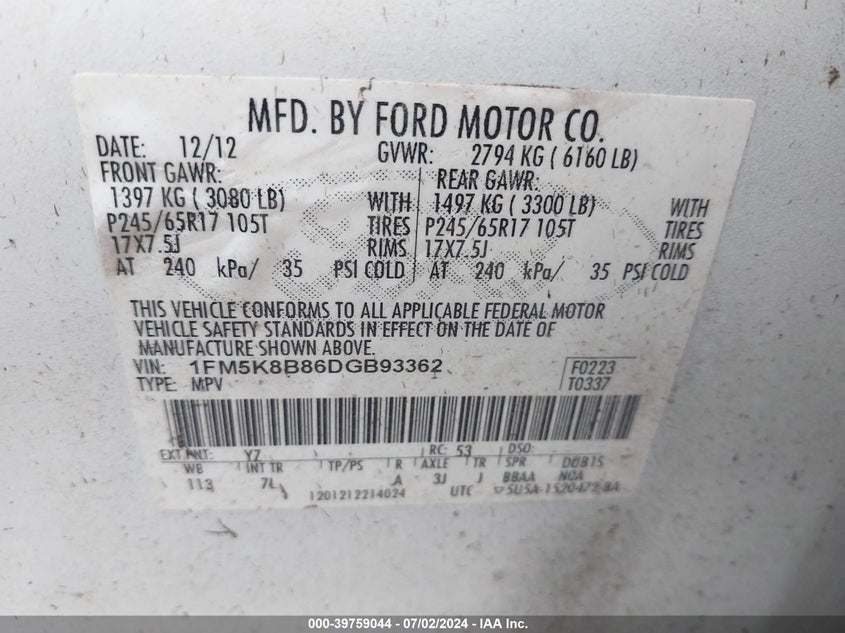 MFD. BY FORD MOTOR CO.
DATE: 12/12 GVWR: 2794 KG ( 6160 LB)
FRONT GAWR: REAR GAWR:
1397 KG ( 3080 LB) WITH 1497 KG ( 3300 LB) WITH
P245/65R17 105T TIRES P245/65R17 105T TIRES
17X7.5J RIMS 17X7.5J RIMS
AT 240 kPa/ 35 PSI COLD AT 240 kPa/ 35 PSI COLD
THIS VEHICLE CONFORMS TO ALL APPLICABLE FEDERAL MOTOR
VEHICLE SAFETY STANDARDS IN EFFECT ON THE DATE OF
MANUFACTURE SHOWN ABOVE.
VIN: 1FM5K8B86DGB93362 F0223
TYPE: MPV T0337
EXT PNT: Y7 RC: 53 DSO:
WB INT TR TP/PS R AXLE TR SPR
113 7L A 3J J BBAA
1201212214024 UTC
000-39759044 - 07/02/2024 - IAA Inc.